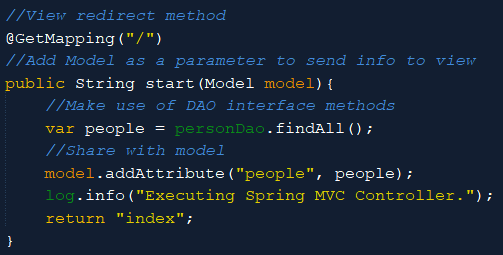 //View redirect method
@GetMapping("/")
//Add Model as a parameter to send info to view
public String start(Model model){
    //Make use of DAO interface methods
    var people = personDao.findAll();
    //Share with model
    model.addAttribute("people", people);
    log.info("Executing Spring MVC Controller.");
    return "index";
}